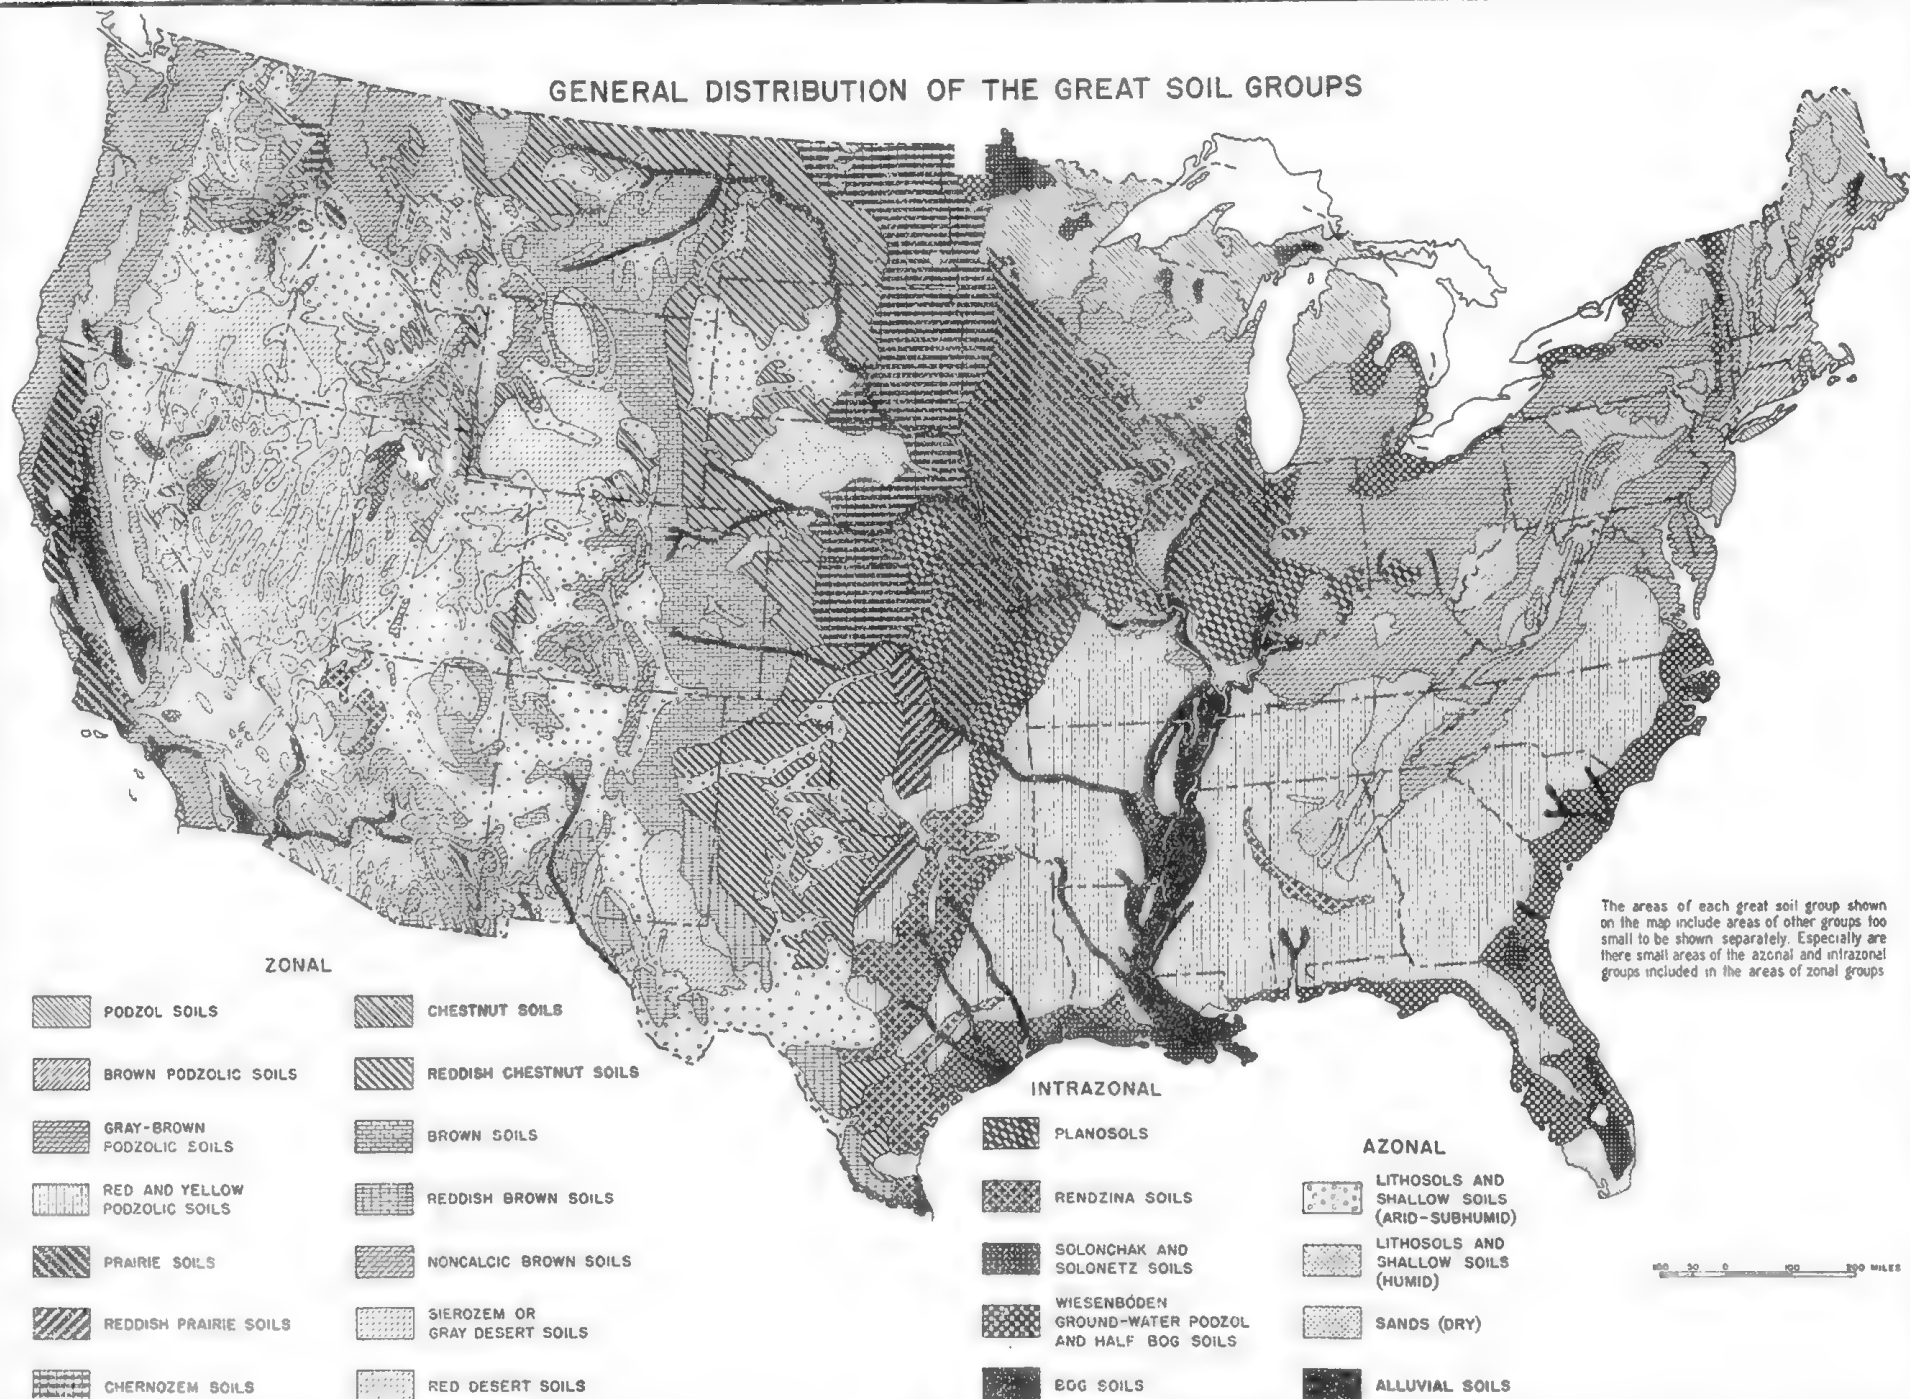 GENERAL DISTRIBUTION OF THE GREAT SOIL GROUPS
The areas of each great soil group shown
on the map include areas of other groups too
small to be shown separately. Especially are
there small areas of the azonal and intrazonal
groups included in the areas of zonal groups
ZONAL
PODZOL SOILS
BROWN PODZOLIC SOILS
GRAY-BROWN
PODZOLIC SOILS
RED AND YELLOW
PODZOLIC SOILS
PRAIRIE SOILS
REDDISH PRAIRIE SOILS
CHERNOZEM SOILS
CHESTNUT SOILS
REDDISH CHESTNUT SOILS
BROWN SOILS
REDDISH BROWN SOILS
NONCALCIC BROWN SOILS
SIEROZEM OR
GRAY DESERT SOILS
RED DESERT SOILS
INTRAZONAL
PLANOSOLS
RENDZINA SOILS
SOLONCHAK AND
SOLONETZ SOILS
WIESENBÖDEN
GROUND-WATER PODZOL
AND HALF BOG SOILS
BOG SOILS
AZONAL
LITHOSOLS AND
SHALLOW SOILS
(ARID-SUBHUMID)
LITHOSOLS AND
SHALLOW SOILS
(HUMID)
SANDS (DRY)
ALLUVIAL SOILS
100 50 0 100 200 MILES